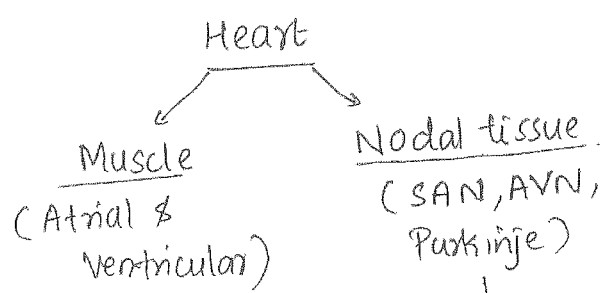 Heart
Muscle
(Atrial &
Ventricular)
Nodal tissue
(SAN, AVN,
Purkinje)